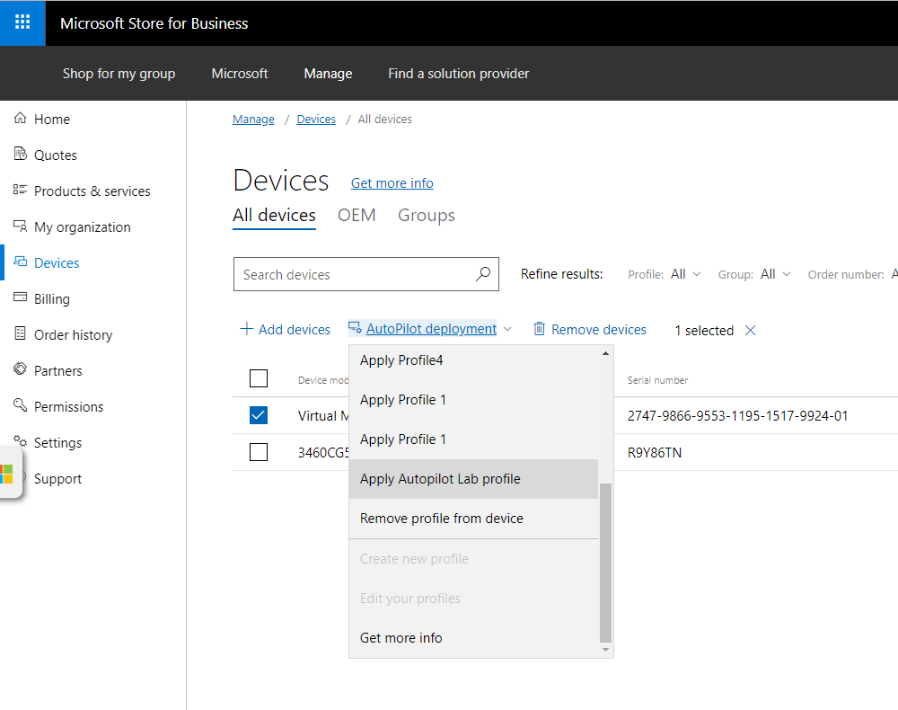 Microsoft Store for Business
Shop for my group Microsoft Manage Find a solution provider
Home
Quotes
Products & services
My organization
Devices
Billing
Order history
Partners
Permissions
Settings
Support
Manage / Devices / All devices
Devices Get more info
All devices OEM Groups
Search devices Refine results: Profile: All Group: All Order number: A
+ Add devices AutoPilot deployment Remove devices 1 selected
Device mod Serial number
Virtual M 2747-9866-9553-1195-1517-9924-01
3460CG5 R9Y86TN
Apply Profile4
Apply Profile 1
Apply Profile 1
Apply Autopilot Lab profile
Remove profile from device
Create new profile
Edit your profiles
Get more info